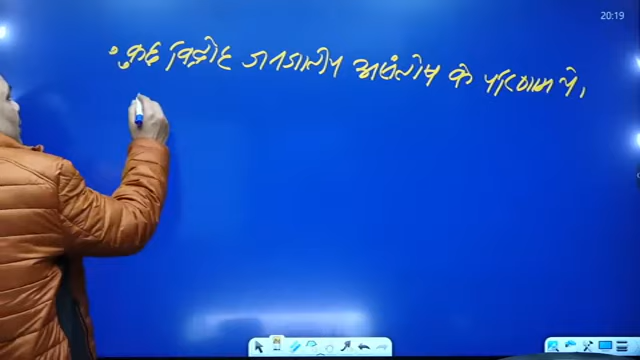 20:19
• कुछ विद्रोह जनजातीय असंतोष के परिणाम थे,